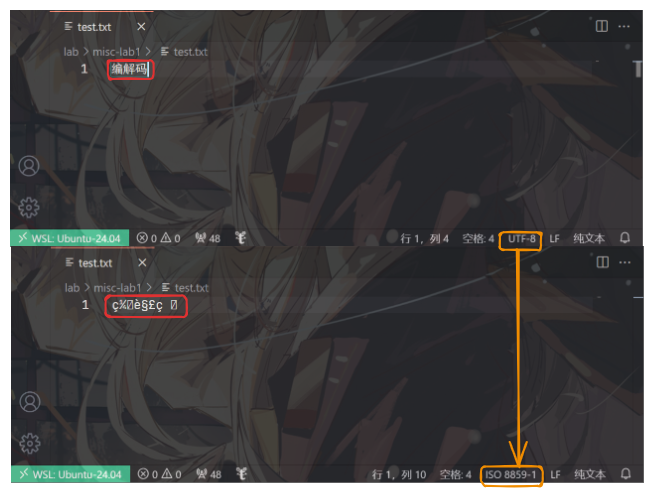 test.txt
lab > misc-lab1 > test.txt
1 编解码
WSL: Ubuntu-24.04 0 0 48 行 1，列 4 空格: 4 UTF-8 LF 纯文本
test.txt
lab > misc-lab1 > test.txt
1 ç¼è§£ç
WSL: Ubuntu-24.04 0 0 48 行 1，列 10 空格: 4 ISO 8859-1 LF 纯文本